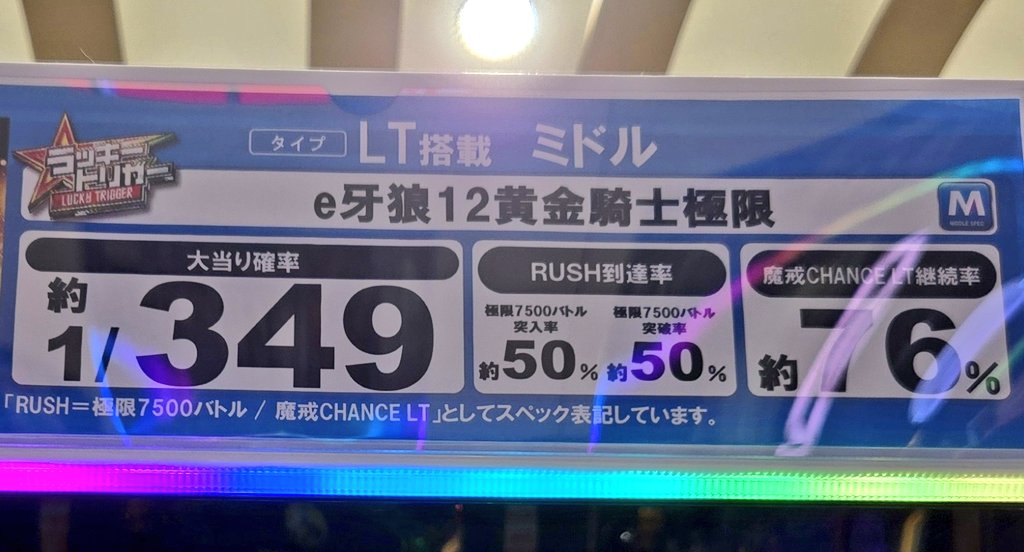 ラッキー
トリガー
LUCKY TRIGGER
タイプ LT搭載 ミドル
e牙狼12黄金騎士極限
M
MIDDLE SPEC
大当り確率
約1/349
RUSH到達率
極限7500バトル
突入率
約50%
極限7500バトル
突破率
約50%
魔戒CHANCE LT継続率
約76%
「RUSH=極限7500バトル / 魔戒CHANCE LT」としてスペック表記しています。